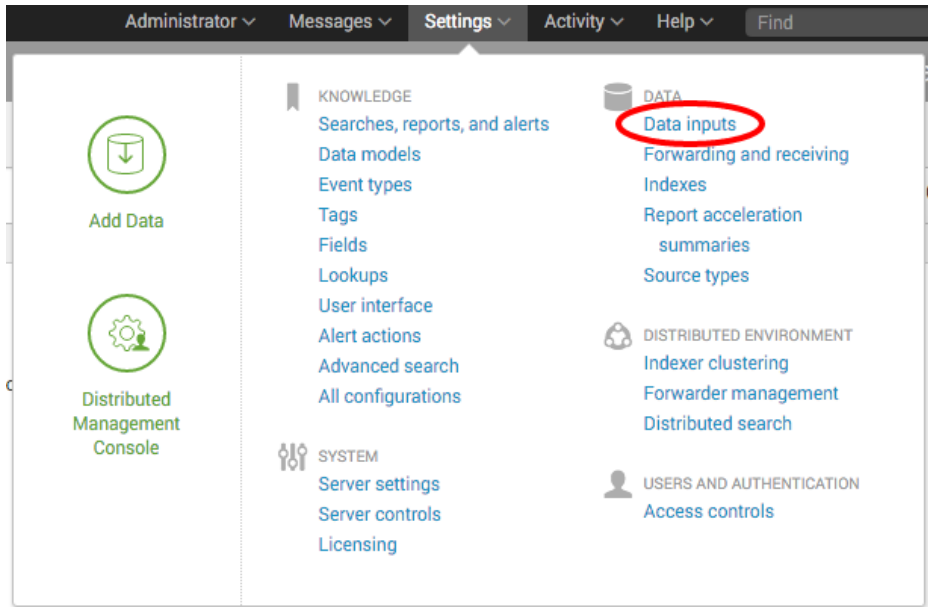 Administrator Messages Settings Activity Help Find
Add Data
Distributed
Management
Console
KNOWLEDGE
Searches, reports, and alerts
Data models
Event types
Tags
Fields
Lookups
User interface
Alert actions
Advanced search
All configurations
SYSTEM
Server settings
Server controls
Licensing
DATA
Data inputs
Forwarding and receiving
Indexes
Report acceleration
summaries
Source types
DISTRIBUTED ENVIRONMENT
Indexer clustering
Forwarder management
Distributed search
USERS AND AUTHENTICATION
Access controls